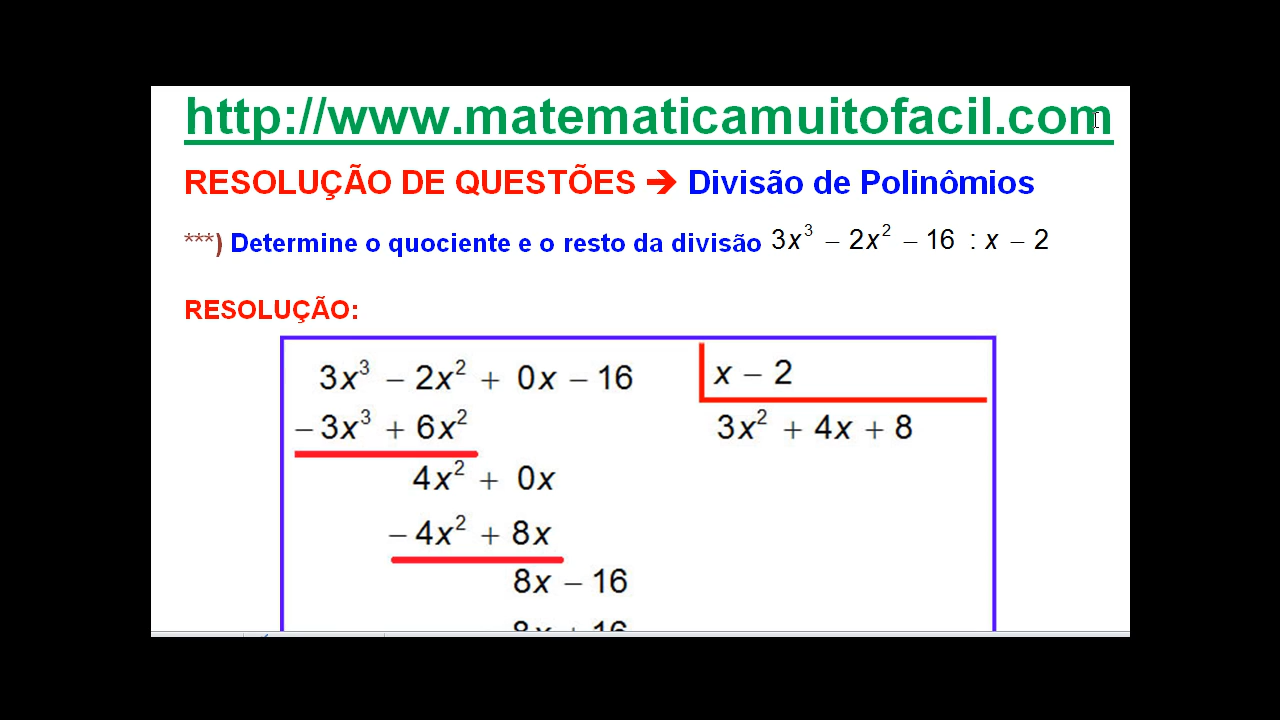 http://www.matematicamuitofacil.com
RESOLUÇÃO DE QUESTÕES ➔ Divisão de Polinômios
***) Determine o quociente e o resto da divisão 3x³ − 2x² − 16 : x − 2
RESOLUÇÃO:
3x³ − 2x² + 0x − 16 x − 2
− 3x³ + 6x² 3x² + 4x + 8
4x² + 0x
− 4x² + 8x
8x − 16